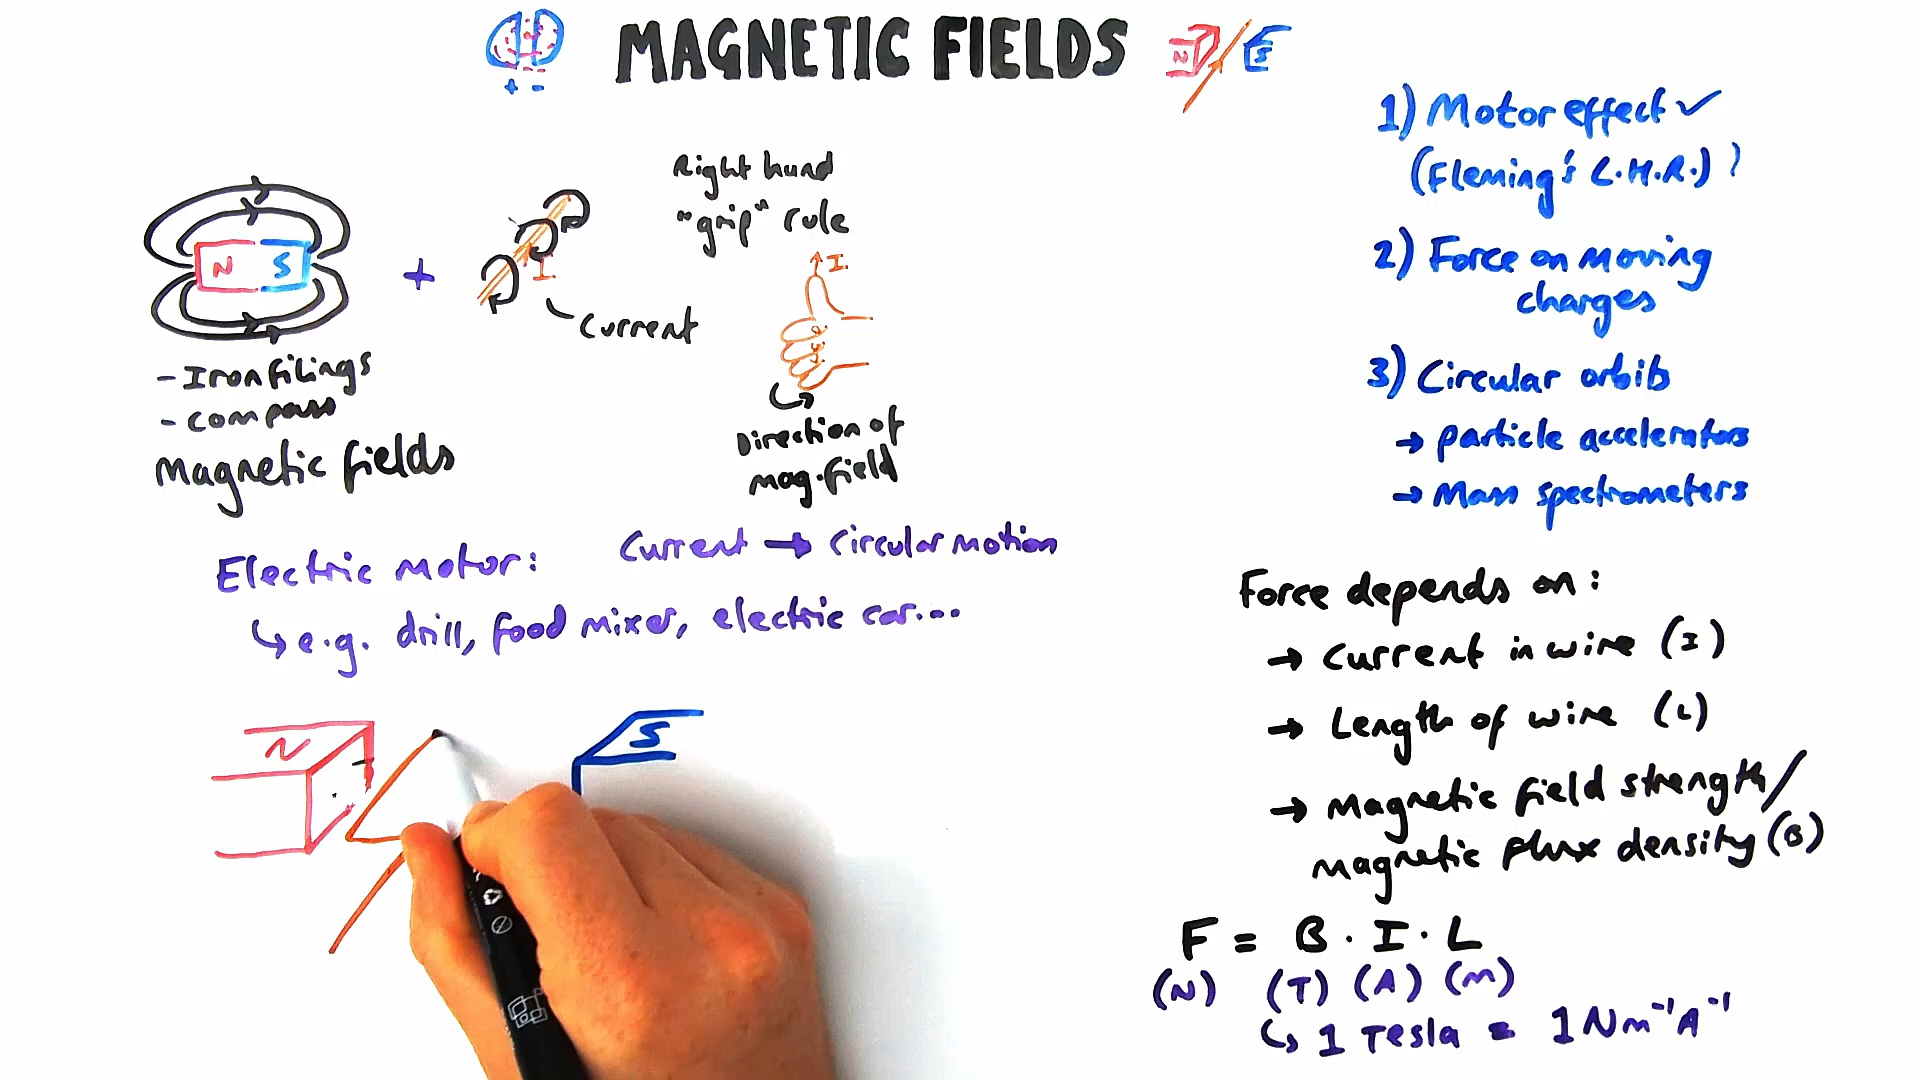 MAGNETIC FIELDS
+ - -
N S
N S
+
I
Current
- Iron filings
- compass
Magnetic fields
Right hand
"grip" rule
I.
Direction of
mag. field
Electric motor: Current → Circular motion
↳ e.g. drill, food mixer, electric car...
N
S
1) Motor effect ✓
(Fleming's L.H.R.)
2) Force on moving
charges
3) Circular orbits
→ particle accelerators
→ Mass spectrometers
Force depends on:
→ Current in wire (I)
→ Length of wire (L)
→ Magnetic field strength/
magnetic flux density (B)
F = B . I . L
(N) (T) (A) (m)
↳ 1 Tesla = 1Nm⁻¹A⁻¹